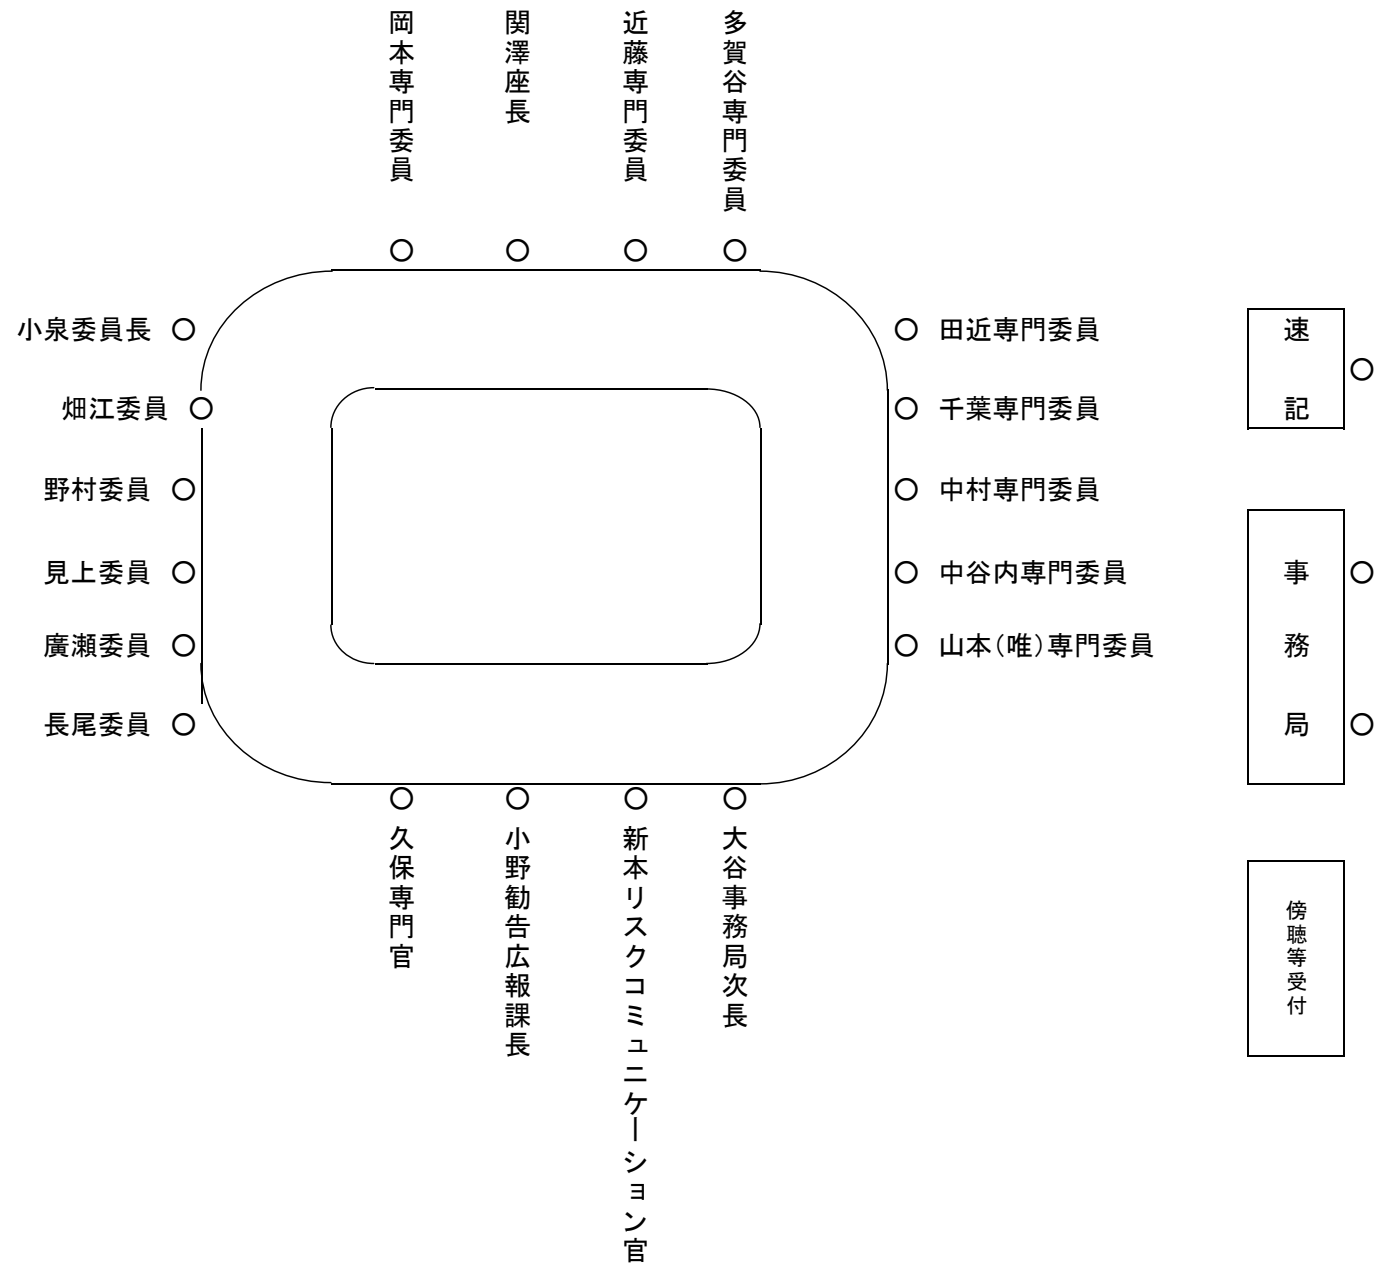 岡本専門委員
関澤座長
近藤専門委員
多賀谷専門委員
小泉委員長
畑江委員
野村委員
見上委員
廣瀬委員
長尾委員
田近専門委員
千葉専門委員
中村専門委員
中谷内専門委員
山本（唯）専門委員
久保専門官
小野勧告広報課長
新本リスクコミュニケーション官
大谷事務局次長
速記
事務局
傍聴等受付